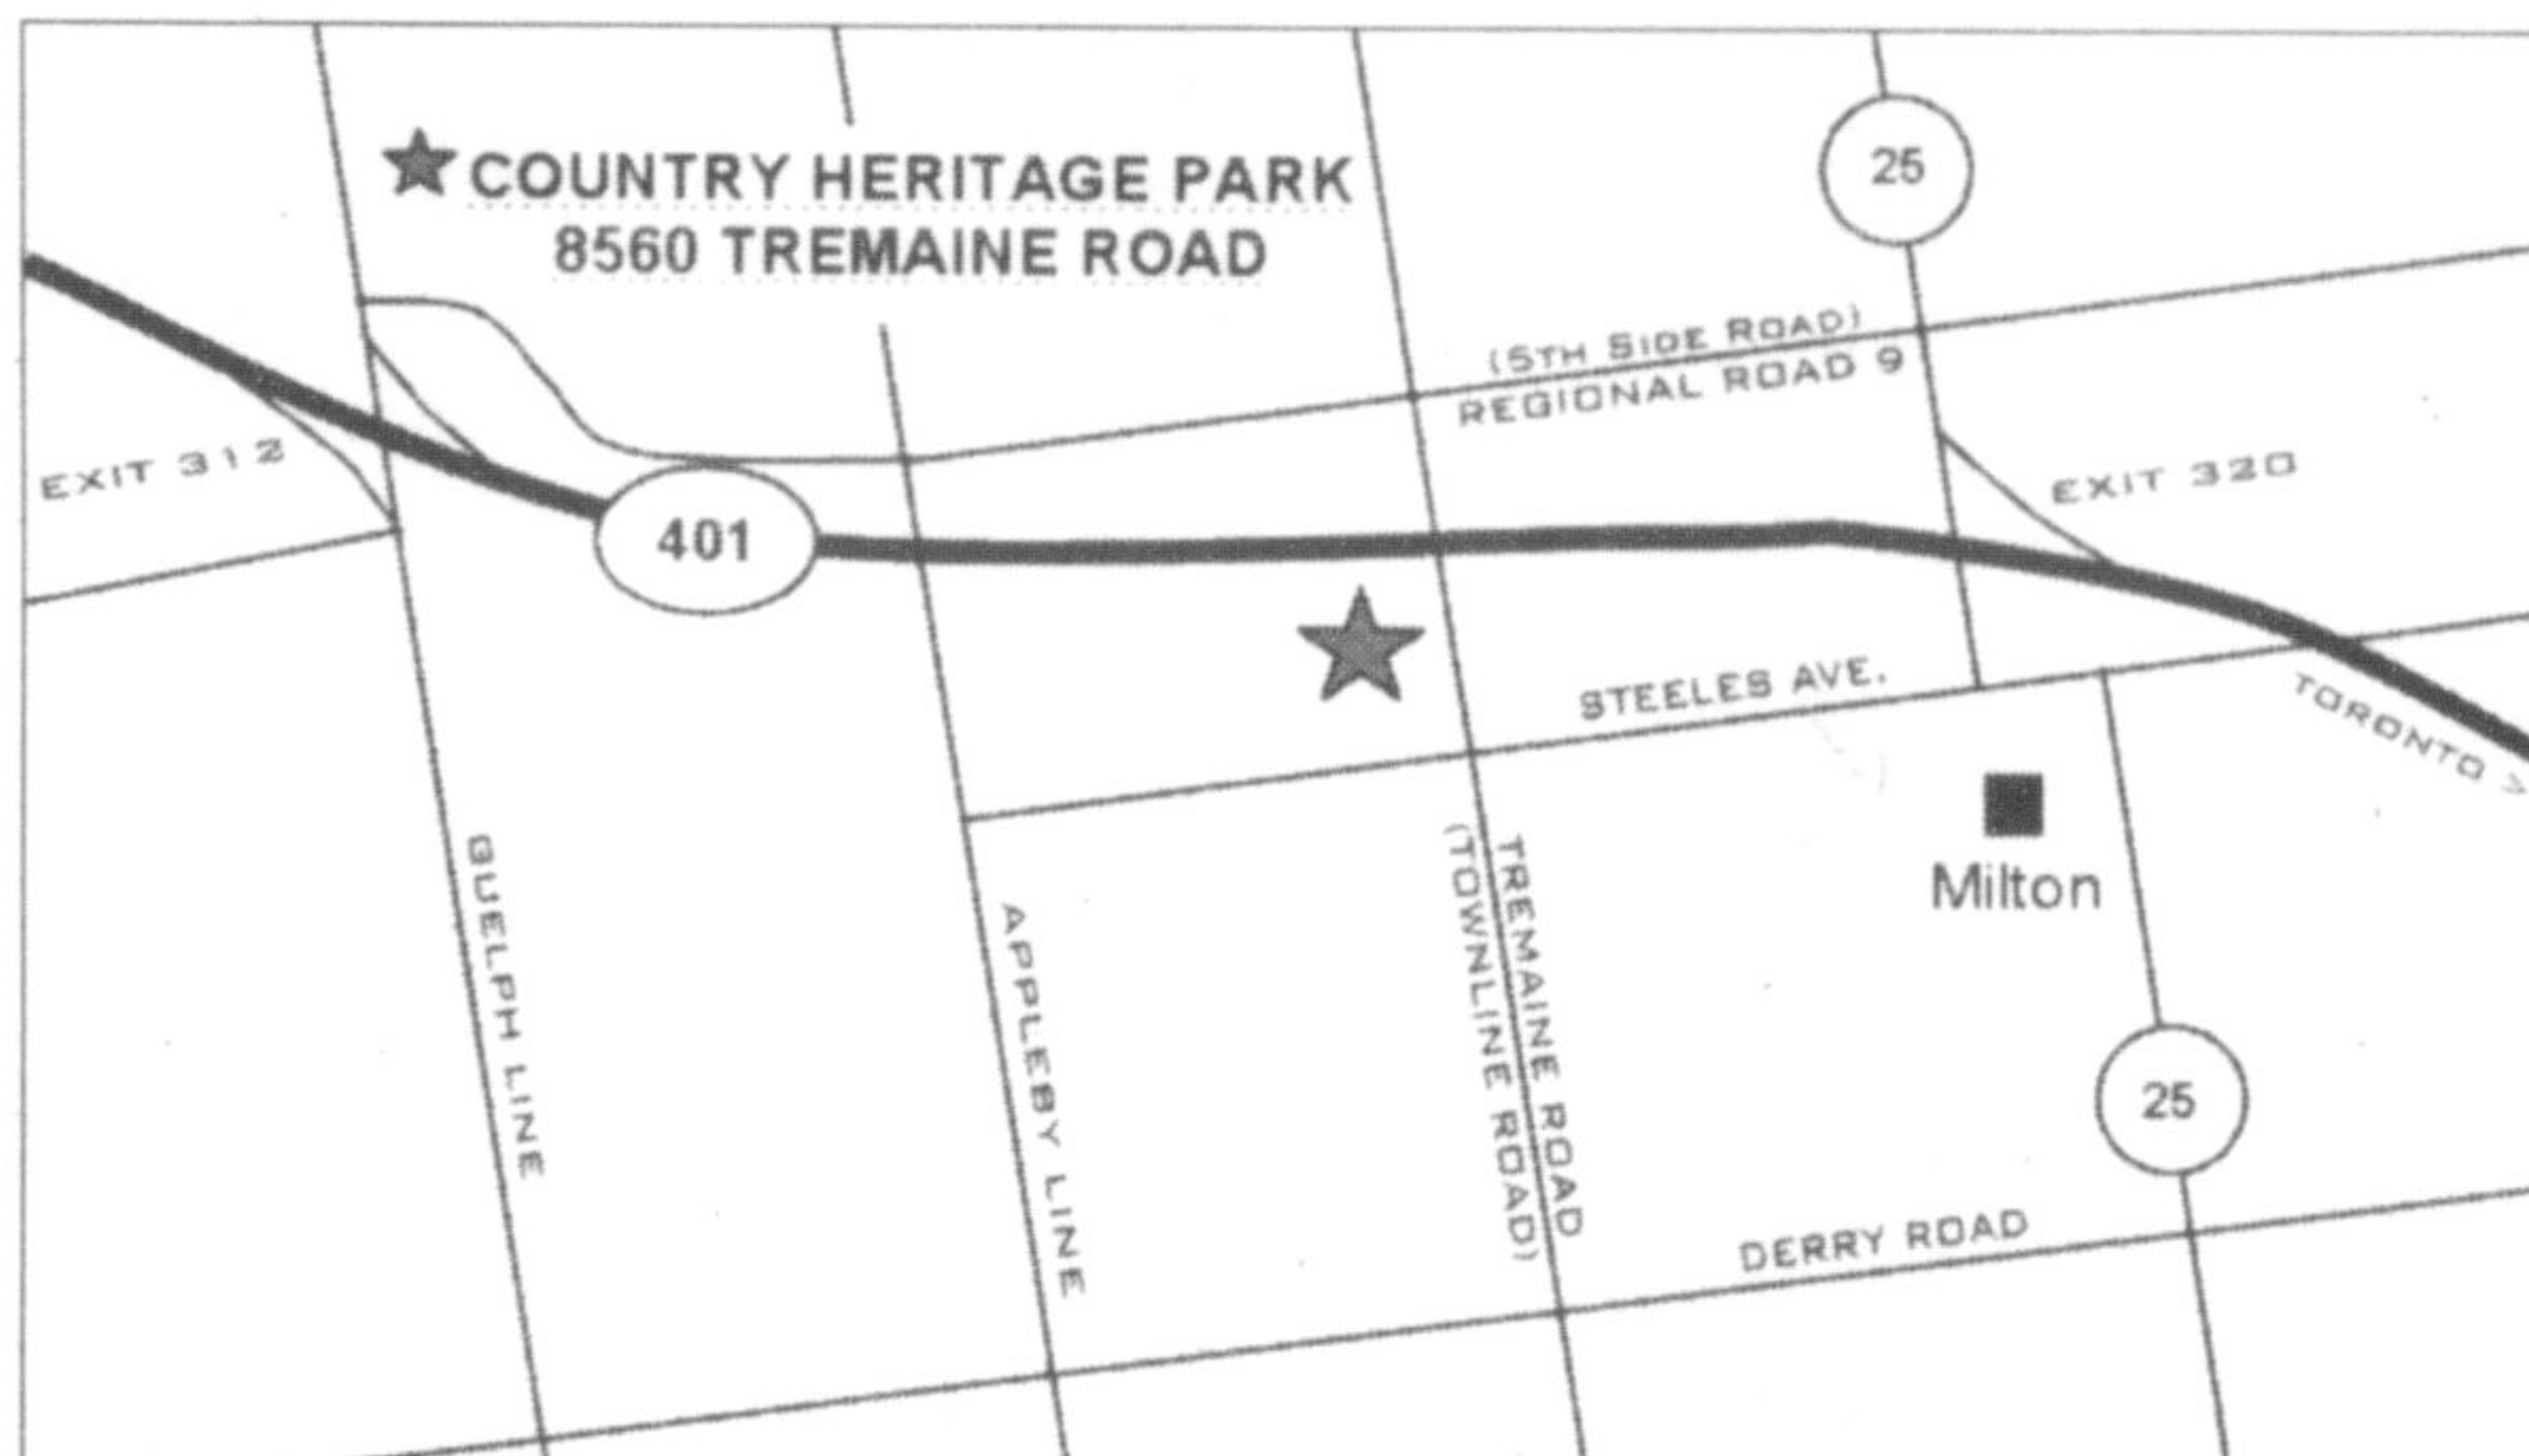 COUNTRY HERITAGE PARK
8560 TREMAINE ROAD
25
(5TH SIDE ROAD)
REGIONAL ROAD 9
EXIT 312
EXIT 320
401
STEELES AVE.
TORONTO >
Milton
GUELPH LINE
APPLEBY LINE
TREMAINE ROAD
(TOWNLINE ROAD)
25
DERRY ROAD